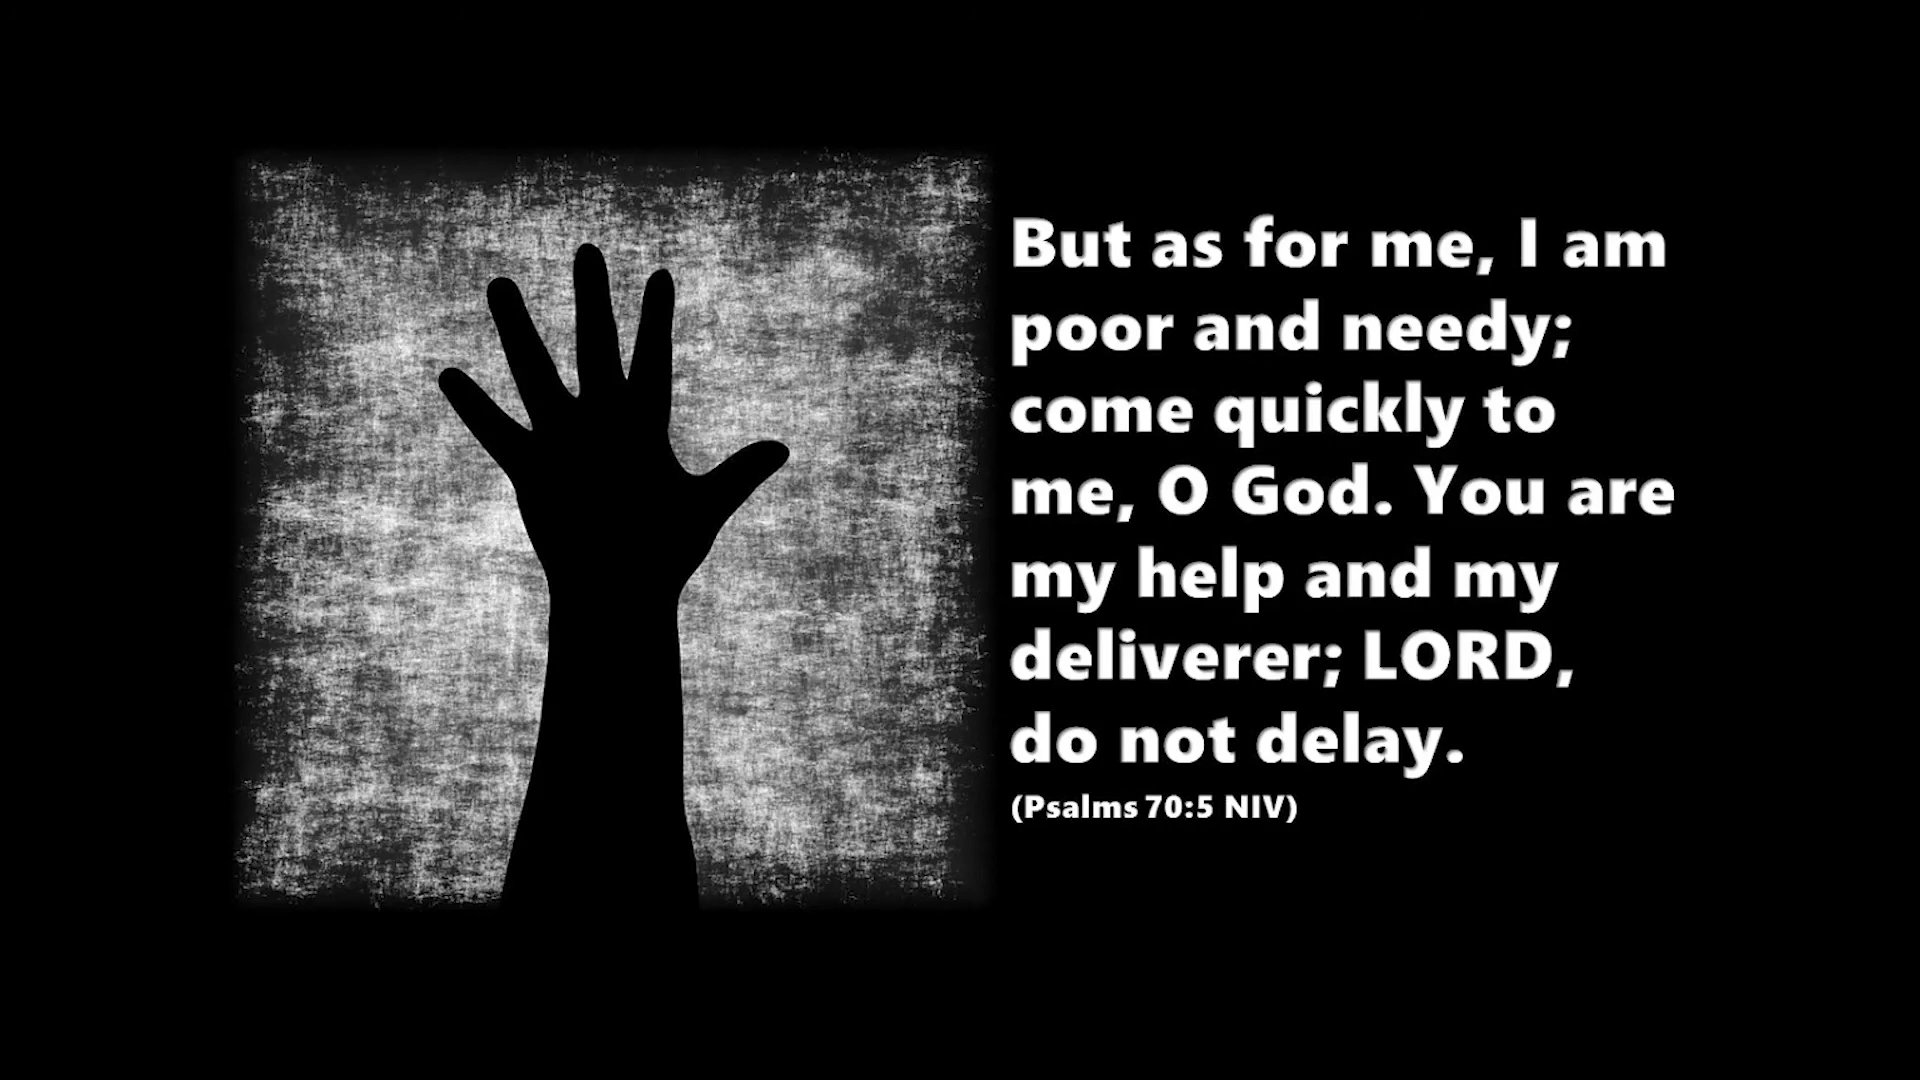 But as for me, I am
poor and needy;
come quickly to
me, O God. You are
my help and my
deliverer; LORD,
do not delay.
(Psalms 70:5 NIV)